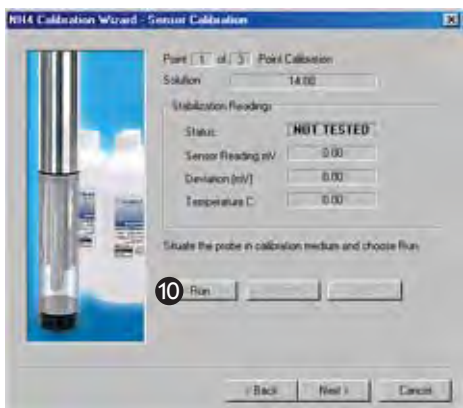 NH4 Calibration Wizard - Sensor Calibration
Point 1 of 3 Point Calibration
Solution 14.00
Stabilization Readings
Status: NOT TESTED
Sensor Reading mV 0.00
Deviation (mV) 0.00
Temperature C 0.00
Situate the probe in calibration medium and choose Run
10 Run
< Back Next > Cancel